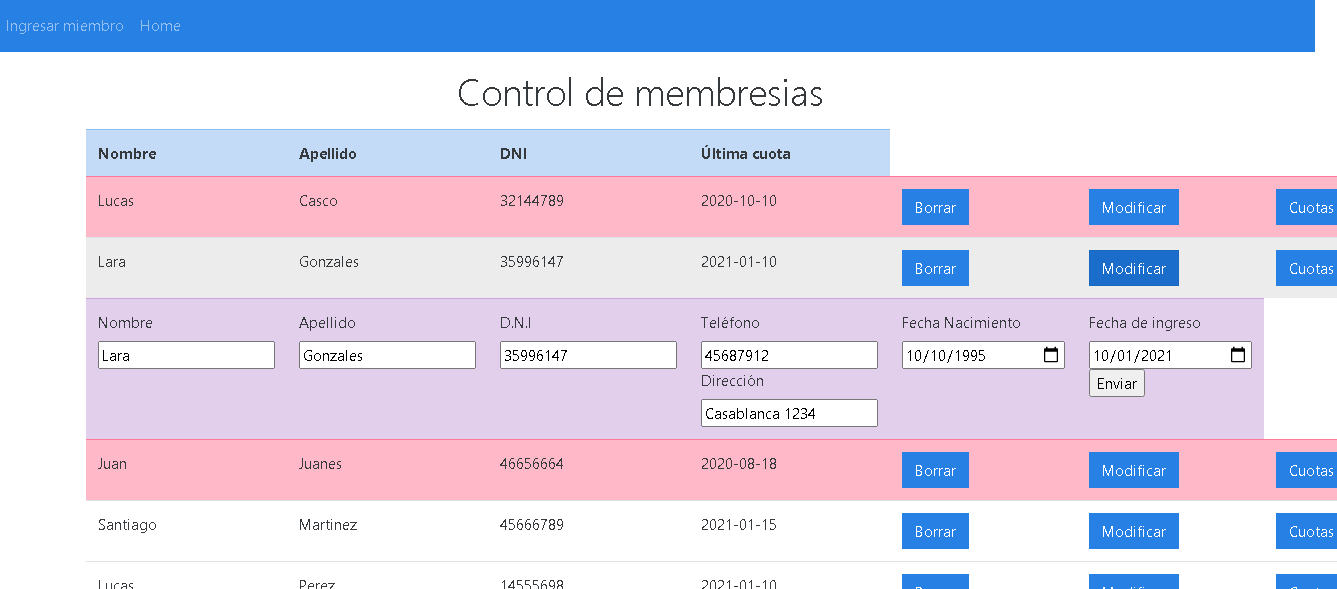 Ingresar miembro Home
Control de membresias
Nombre Apellido DNI Última cuota
Lucas Casco 32144789 2020-10-10 Borrar Modificar Cuotas
Lara Gonzales 35996147 2021-01-10 Borrar Modificar Cuotas
Nombre Apellido D.N.I Teléfono Fecha Nacimiento Fecha de ingreso
Lara Gonzales 35996147 45687912 10/10/1995 10/01/2021
Dirección Enviar
Casablanca 1234
Juan Juanes 46656664 2020-08-18 Borrar Modificar Cuotas
Santiago Martinez 45666789 2021-01-15 Borrar Modificar Cuotas
Lucas Perez 14555698 2021-01-10